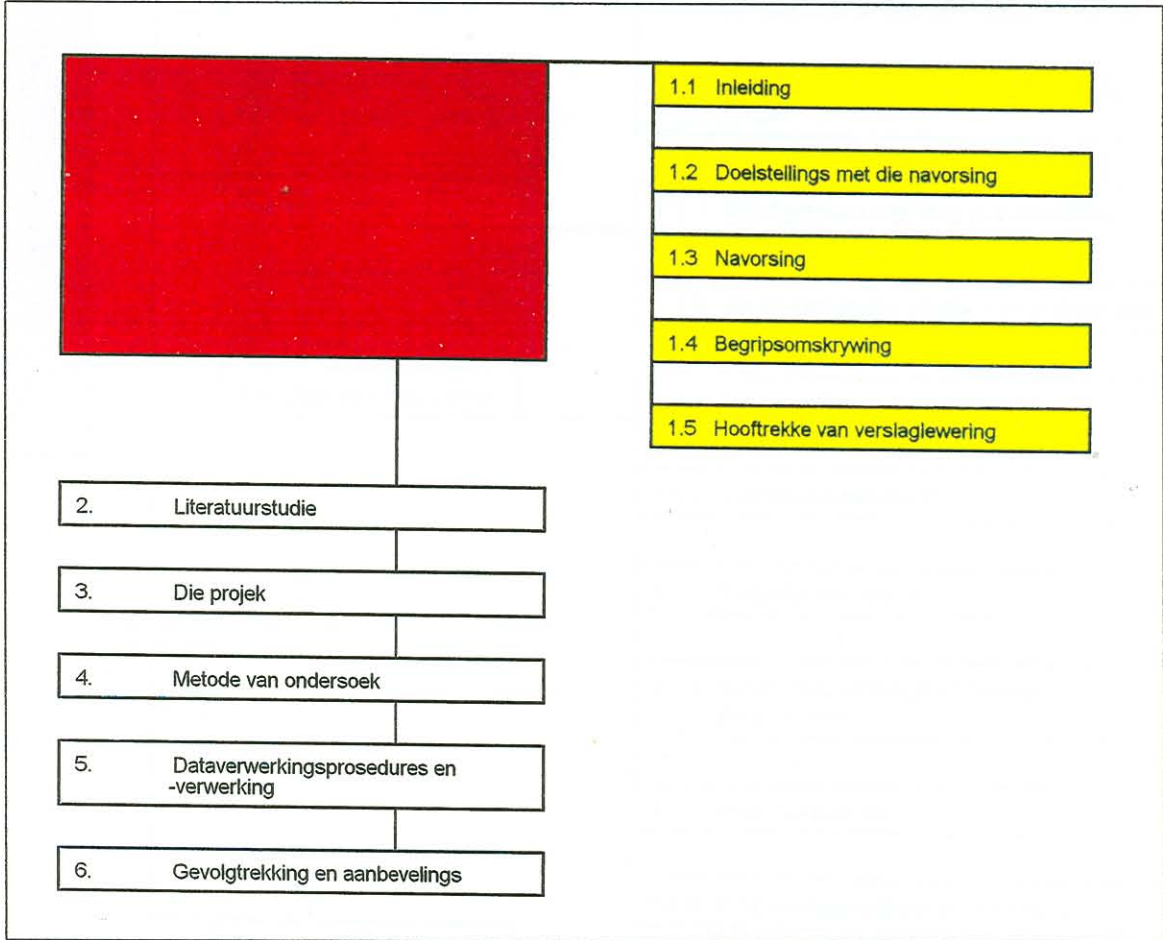 1.1 Inleiding
1.2 Doelstellings met die navorsing
1.3 Navorsing
1.4 Begripsomskrywing
1.5 Hooftrekke van verslaglewering
2. Literatuurstudie
3. Die projek
4. Metode van ondersoek
5. Dataverwerkingsprosedures en
-verwerking
6. Gevolgtrekking en aanbevelings